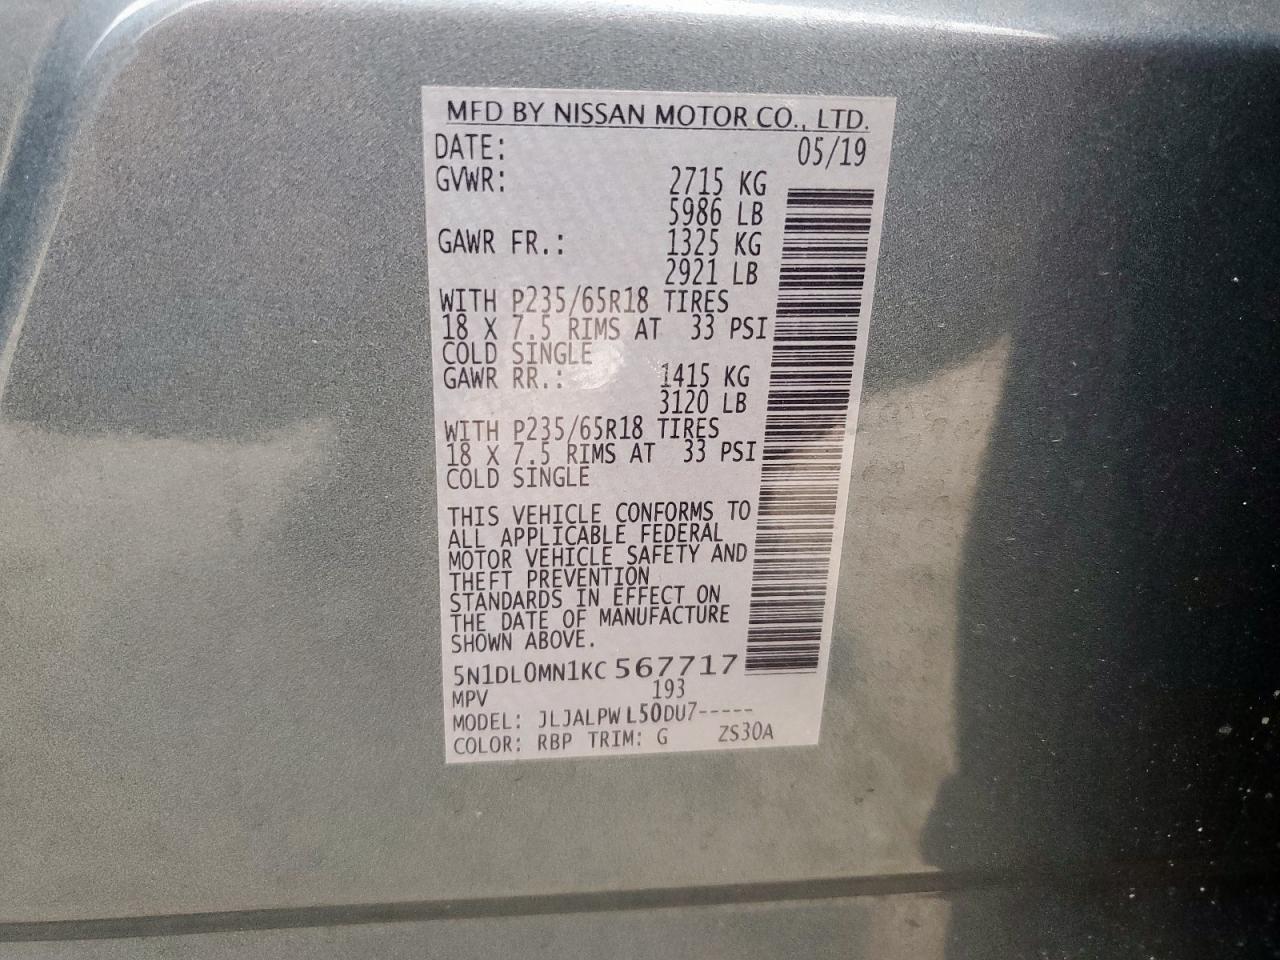 MFD BY NISSAN MOTOR CO., LTD.
DATE: 05/19
GVWR: 2715 KG
5986 LB
GAWR FR.: 1325 KG
2921 LB
WITH P235/65R18 TIRES
18 X 7.5 RIMS AT 33 PSI
COLD SINGLE
GAWR RR.: 1415 KG
3120 LB
WITH P235/65R18 TIRES
18 X 7.5 RIMS AT 33 PSI
COLD SINGLE
THIS VEHICLE CONFORMS TO
ALL APPLICABLE FEDERAL
MOTOR VEHICLE SAFETY AND
THEFT PREVENTION
STANDARDS IN EFFECT ON
THE DATE OF MANUFACTURE
SHOWN ABOVE.
5N1DL0MN1KC 567717
MPV 193
MODEL: JLJALPWL50DU7-----
COLOR: RBP TRIM: G ZS30A